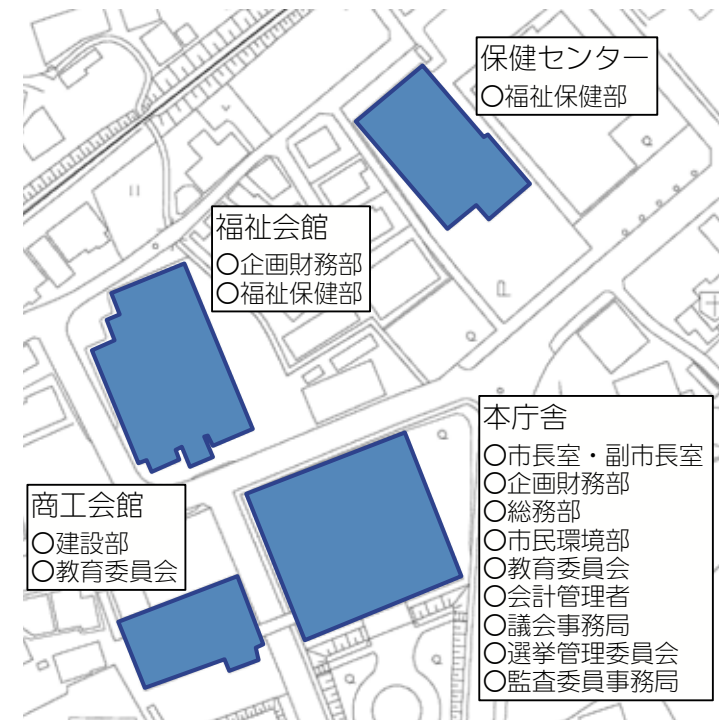 保健センター
○福祉保健部
福祉会館
○企画財務部
○福祉保健部
本庁舎
○市長室・副市長室
○企画財務部
○総務部
○市民環境部
○教育委員会
○会計管理者
○議会事務局
○選挙管理委員会
○監査委員事務局
商工会館
○建設部
○教育委員会